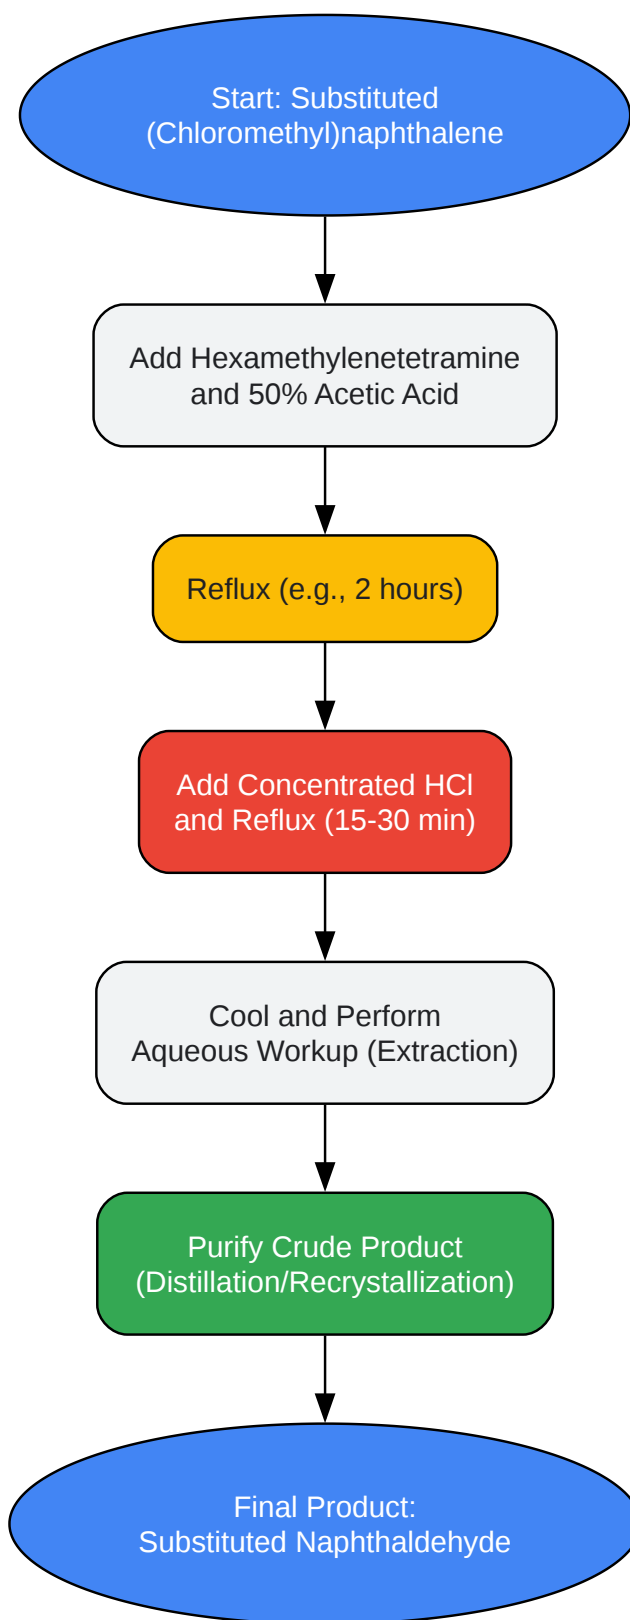 Start: Substituted
(Chloromethyl)naphthalene
Add Hexamethylenetetramine
and 50% Acetic Acid
Reflux (e.g., 2 hours)
Add Concentrated HCl
and Reflux (15-30 min)
Cool and Perform
Aqueous Workup (Extraction)
Purify Crude Product
(Distillation/Recrystallization)
Final Product:
Substituted Naphthaldehyde